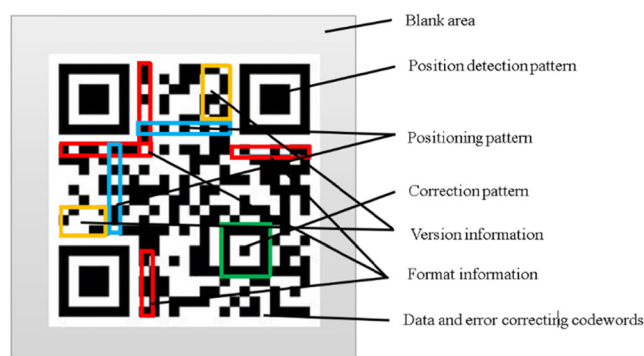 Blank area
Position detection pattern
Positioning pattern
Correction pattern
Version information
Format information
Data and error correcting codewords